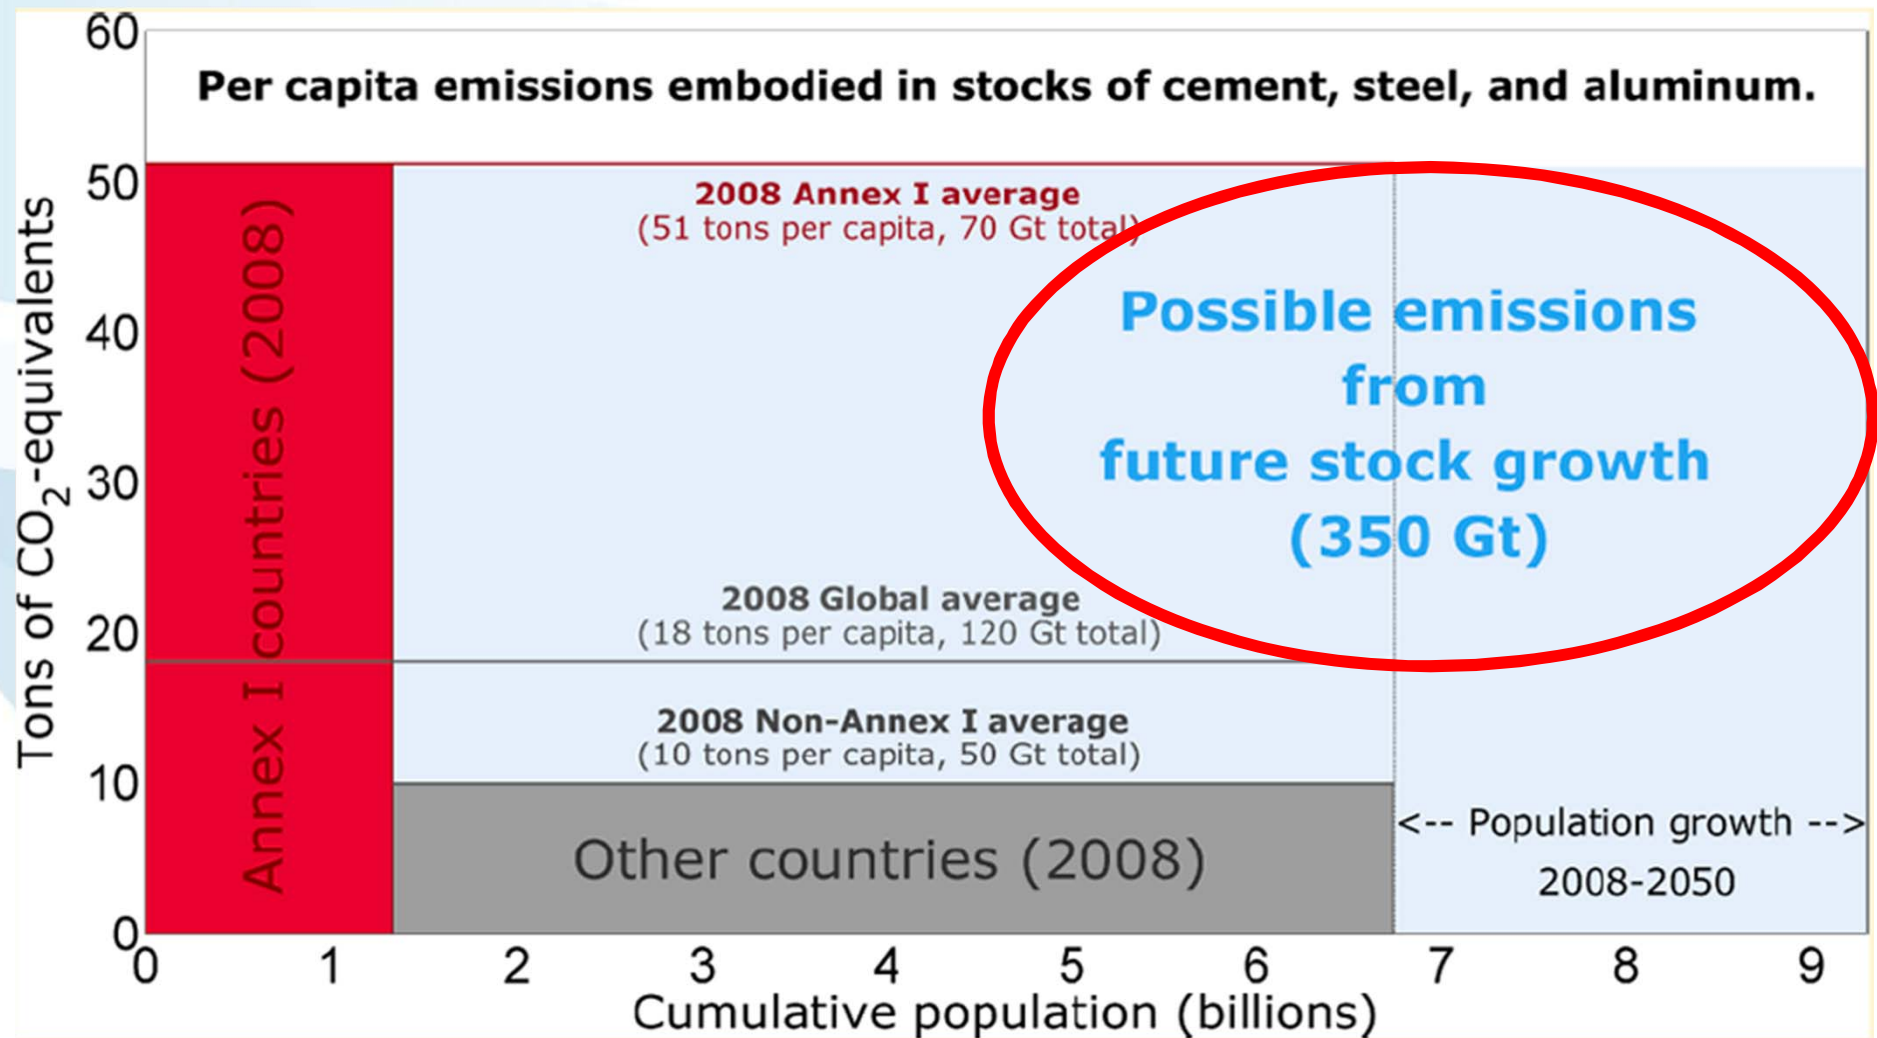 Per capita emissions embodied in stocks of cement, steel, and aluminum.
60
50
40
30
20
10
0
Tons of CO₂-equivalents
Annex I countries (2008)
2008 Annex I average
(51 tons per capita, 70 Gt total)
Possible emissions
from
future stock growth
(350 Gt)
2008 Global average
(18 tons per capita, 120 Gt total)
2008 Non-Annex I average
(10 tons per capita, 50 Gt total)
Other countries (2008)
<-- Population growth -->
2008-2050
0 1 2 3 4 5 6 7 8 9
Cumulative population (billions)